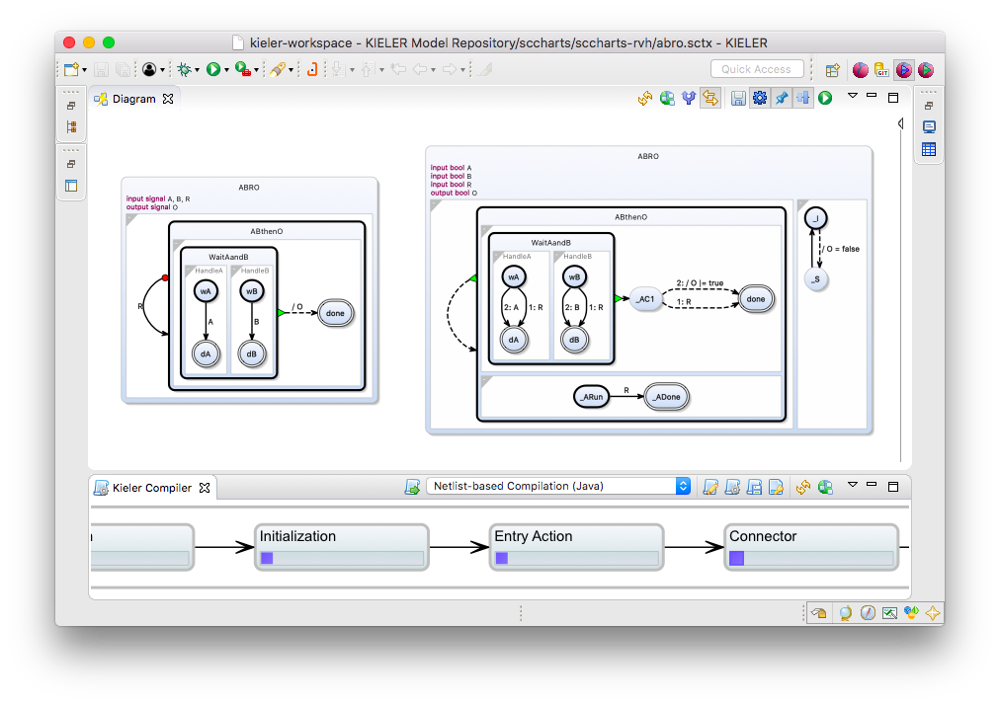 kieler-workspace - KIELER Model Repository/sccharts/sccharts-rvh/abro.sctx - KIELER
Quick Access
GIT
Diagram
ABRO
input signal A, B, R
output signal O
ABthenO
WaitAandB
HandleA
HandleB
wA
wB
R
A
B
/ O
done
dA
dB
ABRO
input bool A
input bool B
input bool R
output bool O
ABthenO
WaitAandB
HandleA
HandleB
wA
wB
2: A
1: R
2: B
1: R
dA
dB
_AC1
2: / O |= true
1: R
done
_ARun
R
_ADone
_I
/ O = false
_S
Kieler Compiler
Netlist-based Compilation (Java)
Initialization
Entry Action
Connector